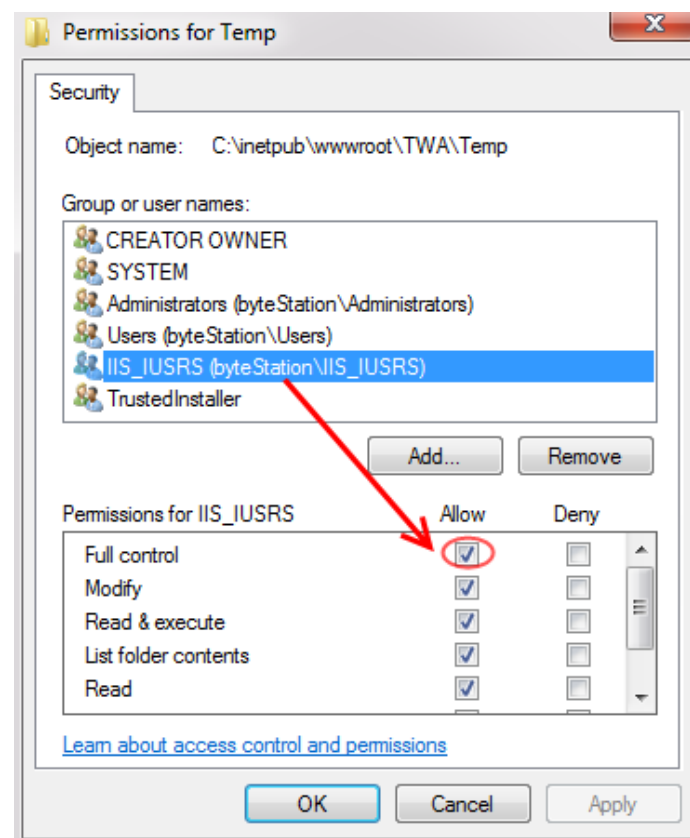 Permissions for Temp
Security
Object name: C:\inetpub\wwwroot\TWA\Temp
Group or user names:
CREATOR OWNER
SYSTEM
Administrators (byteStation\Administrators)
Users (byteStation\Users)
IIS_IUSRS (byteStation\IIS_IUSRS)
TrustedInstaller
Add... Remove
Permissions for IIS_IUSRS Allow Deny
Full control
Modify
Read & execute
List folder contents
Read
Learn about access control and permissions
OK Cancel Apply